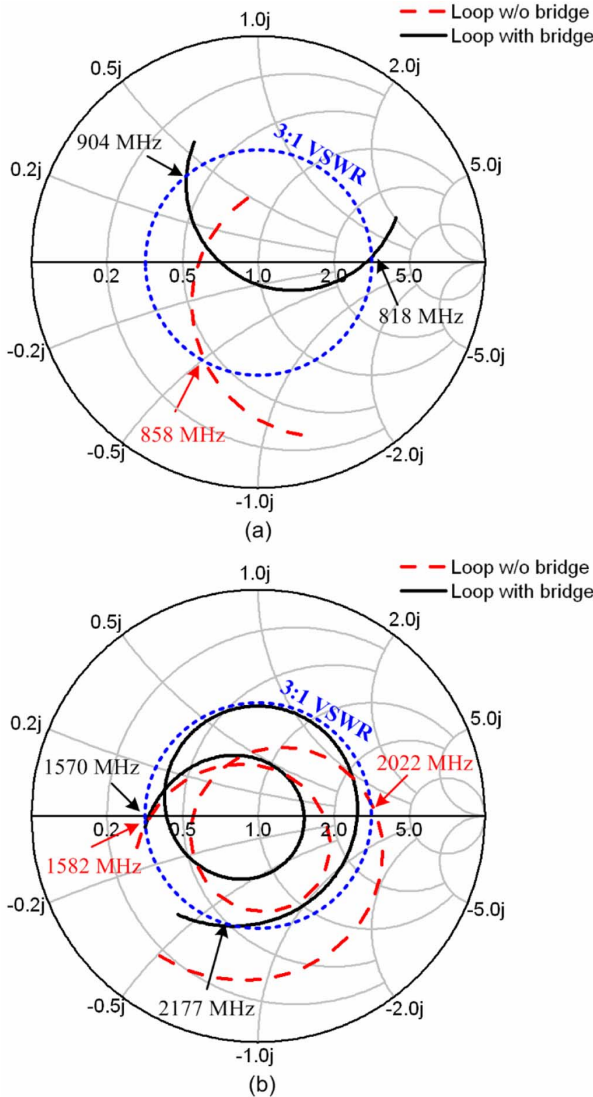 Loop w/o bridge
Loop with bridge
1.0j
0.5j
2.0j
904 MHz
3:1 VSWR
0.2j
5.0j
0.2
0.5
1.0
2.0
5.0
818 MHz
-0.2j
-5.0j
858 MHz
-0.5j
-2.0j
-1.0j
(a)
Loop w/o bridge
Loop with bridge
1.0j
0.5j
2.0j
3:1 VSWR
0.2j
5.0j
1570 MHz
2022 MHz
0.2
0.5
1.0
2.0
5.0
1582 MHz
-0.2j
-5.0j
-0.5j
-2.0j
2177 MHz
-1.0j
(b)